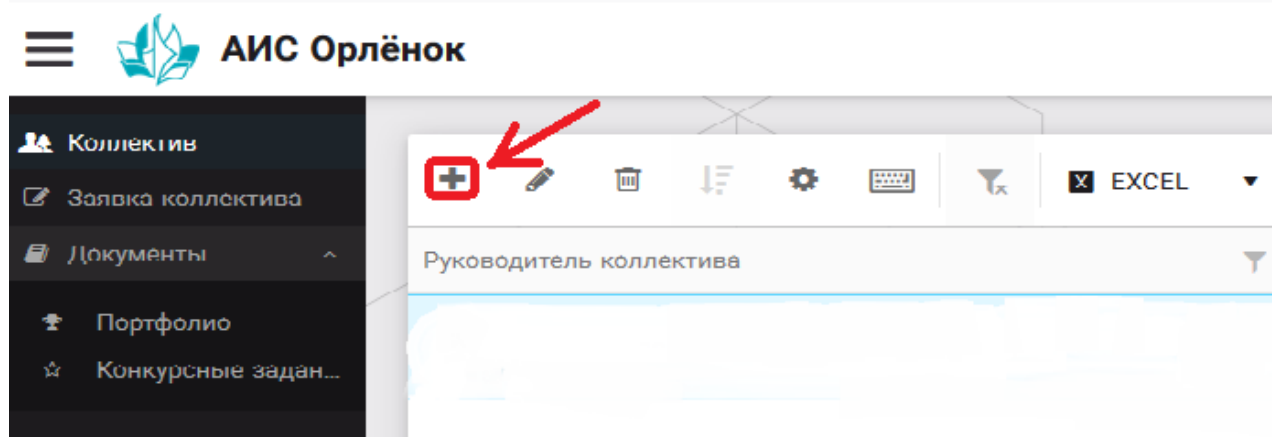 АИС Орлёнок
Коллектив
Заявка коллектива
Документы
Портфолио
Конкурсные задан...
EXCEL
Руководитель коллектива